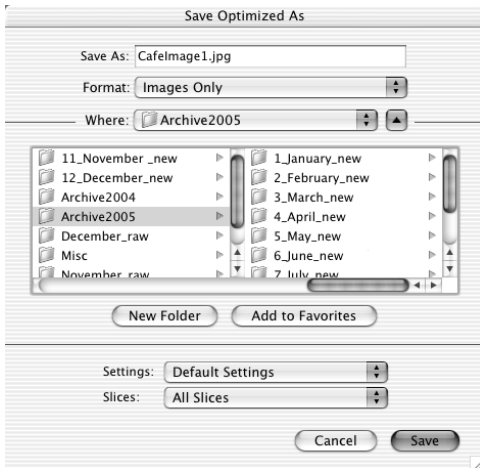 Save Optimized As
Save As: CafeImage1.jpg
Format: Images Only
Where: Archive2005
11_November _new
12_December_new
Archive2004
Archive2005
December_raw
Misc
November_raw
1_January_new
2_February_new
3_March_new
4_April_new
5_May_new
6_June_new
7_July_new
New Folder
Add to Favorites
Settings: Default Settings
Slices: All Slices
Cancel
Save